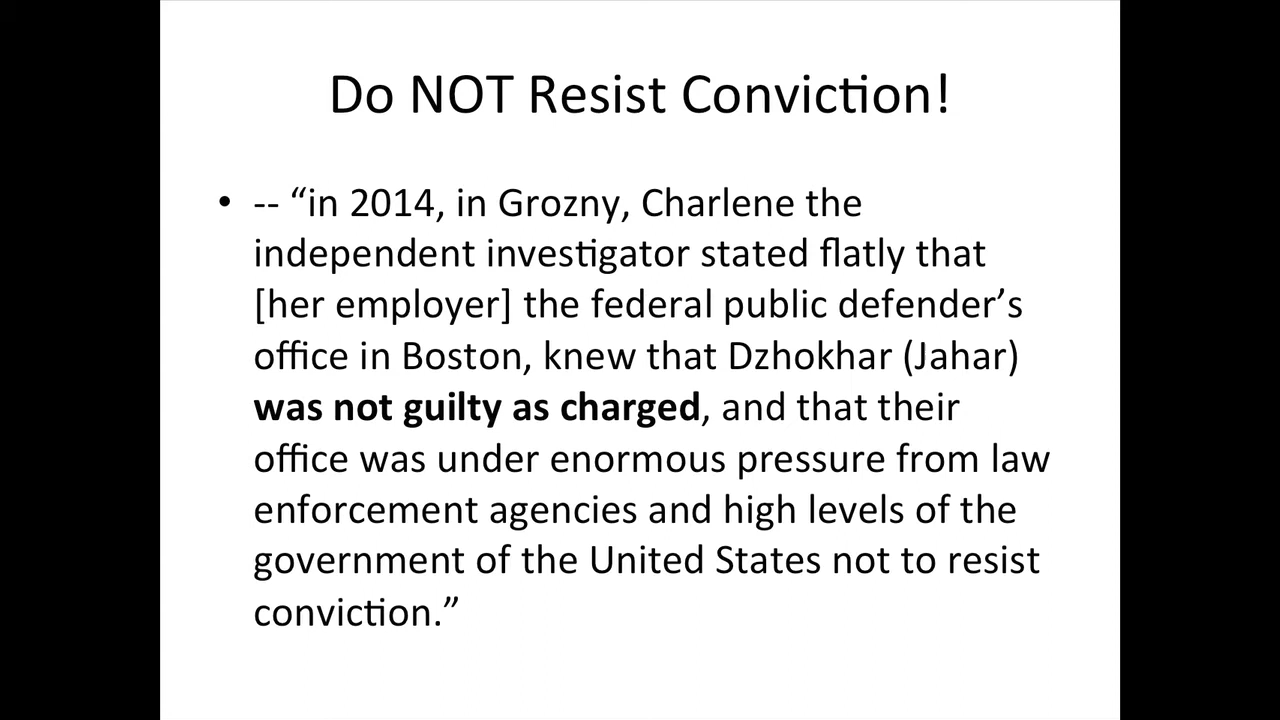 Do NOT Resist Conviction!
• -- “in 2014, in Grozny, Charlene the
independent investigator stated flatly that
[her employer] the federal public defender’s
office in Boston, knew that Dzhokhar (Jahar)
was not guilty as charged, and that their
office was under enormous pressure from law
enforcement agencies and high levels of the
government of the United States not to resist
conviction.”